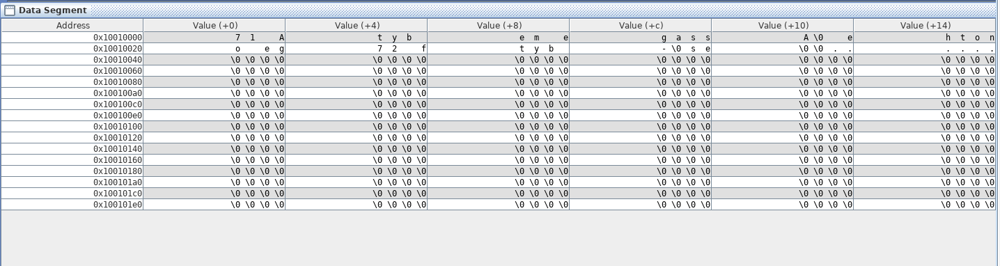 Data Segment
Address Value (+0) Value (+4) Value (+8) Value (+c) Value (+10) Value (+14)
0x10010000 7 1 A t y b e m e g a s s A \0 e h t o n
0x10010020 o e g 7 2 f t y b - \0 s e \0 \0 . . . . . .
0x10010040 \0 \0 \0 \0 \0 \0 \0 \0 \0 \0 \0 \0 \0 \0 \0 \0 \0 \0 \0 \0 \0 \0 \0 \0
0x10010060 \0 \0 \0 \0 \0 \0 \0 \0 \0 \0 \0 \0 \0 \0 \0 \0 \0 \0 \0 \0 \0 \0 \0 \0
0x10010080 \0 \0 \0 \0 \0 \0 \0 \0 \0 \0 \0 \0 \0 \0 \0 \0 \0 \0 \0 \0 \0 \0 \0 \0
0x100100a0 \0 \0 \0 \0 \0 \0 \0 \0 \0 \0 \0 \0 \0 \0 \0 \0 \0 \0 \0 \0 \0 \0 \0 \0
0x100100c0 \0 \0 \0 \0 \0 \0 \0 \0 \0 \0 \0 \0 \0 \0 \0 \0 \0 \0 \0 \0 \0 \0 \0 \0
0x100100e0 \0 \0 \0 \0 \0 \0 \0 \0 \0 \0 \0 \0 \0 \0 \0 \0 \0 \0 \0 \0 \0 \0 \0 \0
0x10010100 \0 \0 \0 \0 \0 \0 \0 \0 \0 \0 \0 \0 \0 \0 \0 \0 \0 \0 \0 \0 \0 \0 \0 \0
0x10010120 \0 \0 \0 \0 \0 \0 \0 \0 \0 \0 \0 \0 \0 \0 \0 \0 \0 \0 \0 \0 \0 \0 \0 \0
0x10010140 \0 \0 \0 \0 \0 \0 \0 \0 \0 \0 \0 \0 \0 \0 \0 \0 \0 \0 \0 \0 \0 \0 \0 \0
0x10010160 \0 \0 \0 \0 \0 \0 \0 \0 \0 \0 \0 \0 \0 \0 \0 \0 \0 \0 \0 \0 \0 \0 \0 \0
0x10010180 \0 \0 \0 \0 \0 \0 \0 \0 \0 \0 \0 \0 \0 \0 \0 \0 \0 \0 \0 \0 \0 \0 \0 \0
0x100101a0 \0 \0 \0 \0 \0 \0 \0 \0 \0 \0 \0 \0 \0 \0 \0 \0 \0 \0 \0 \0 \0 \0 \0 \0
0x100101c0 \0 \0 \0 \0 \0 \0 \0 \0 \0 \0 \0 \0 \0 \0 \0 \0 \0 \0 \0 \0 \0 \0 \0 \0
0x100101e0 \0 \0 \0 \0 \0 \0 \0 \0 \0 \0 \0 \0 \0 \0 \0 \0 \0 \0 \0 \0 \0 \0 \0 \0